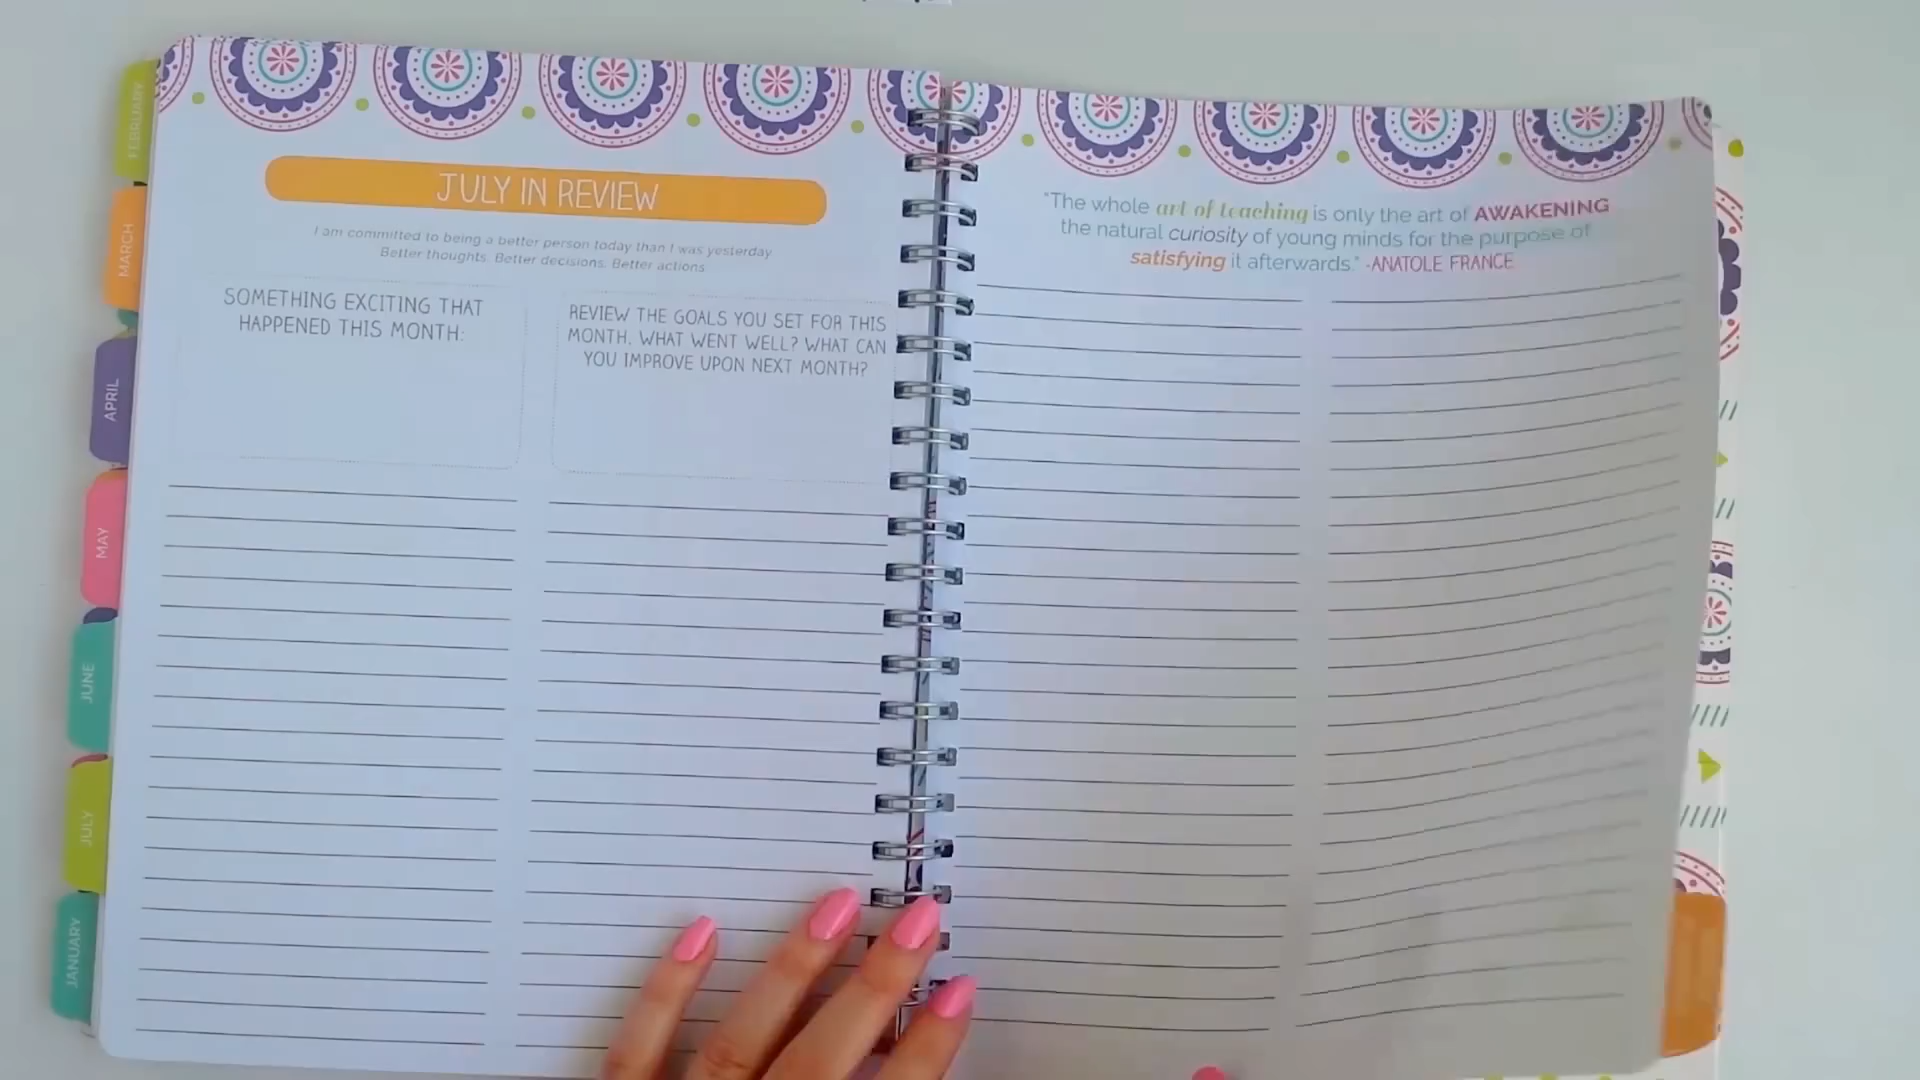 FEBRUARY
MARCH
APRIL
MAY
JUNE
JULY
JANUARY
JULY IN REVIEW
I am committed to being a better person today than I was yesterday.
Better thoughts. Better decisions. Better actions.
SOMETHING EXCITING THAT
HAPPENED THIS MONTH:
REVIEW THE GOALS YOU SET FOR THIS
MONTH. WHAT WENT WELL? WHAT CAN
YOU IMPROVE UPON NEXT MONTH?
"The whole art of teaching is only the art of AWAKENING
the natural curiosity of young minds for the purpose of
satisfying it afterwards." -ANATOLE FRANCE